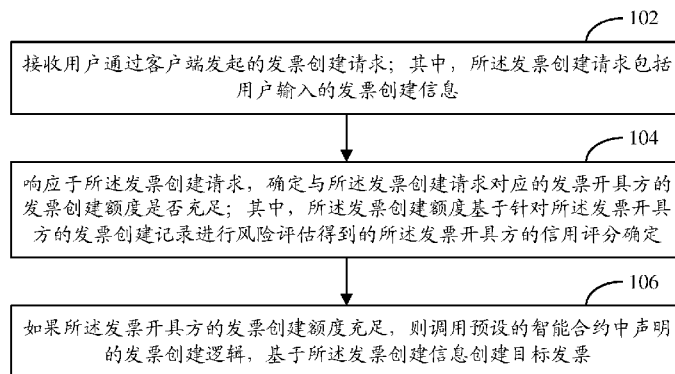 102
接收用户通过客户端发起的发票创建请求；其中，所述发票创建请求包括
用户输入的发票创建信息
104
响应于所述发票创建请求，确定与所述发票创建请求对应的发票开具方的
发票创建额度是否充足；其中，所述发票创建额度基于针对所述发票开具
方的发票创建记录进行风险评估得到的所述发票开具方的信用评分确定
106
如果所述发票开具方的发票创建额度充足，则调用预设的智能合约中声明
的发票创建逻辑，基于所述发票创建信息创建目标发票